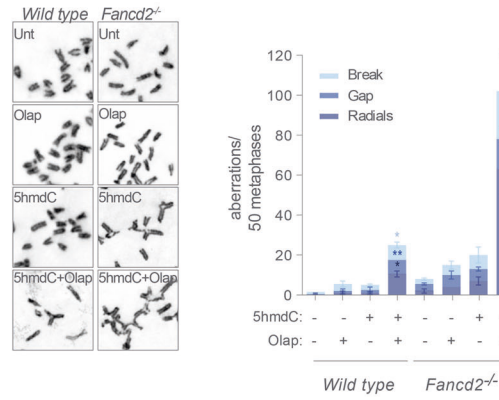 Wild type Fancd2-/-
Unt Unt
Olap Olap
5hmdC 5hmdC
5hmdC+Olap 5hmdC+Olap
aberrations/
50 metaphases
120
100
80
60
40
20
0
Break
Gap
Radials
*
**
*
5hmdC: - - + + - - +
Olap: - + - + - + -
Wild type Fancd2-/-